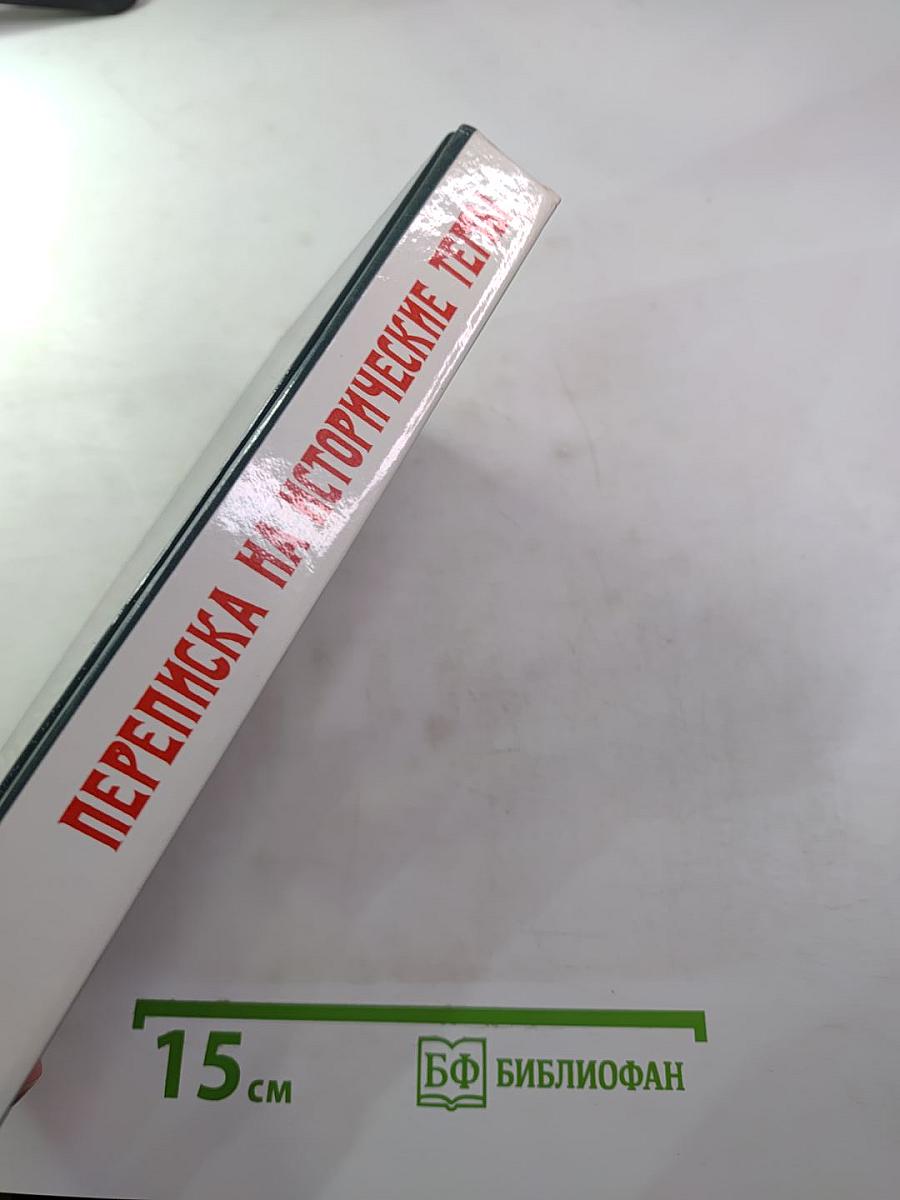 ПЕРЕПИСКА НА ИСТОРИЧЕСКИЕ ТЕМЫ
15 см
БФ БИБЛИОФАН